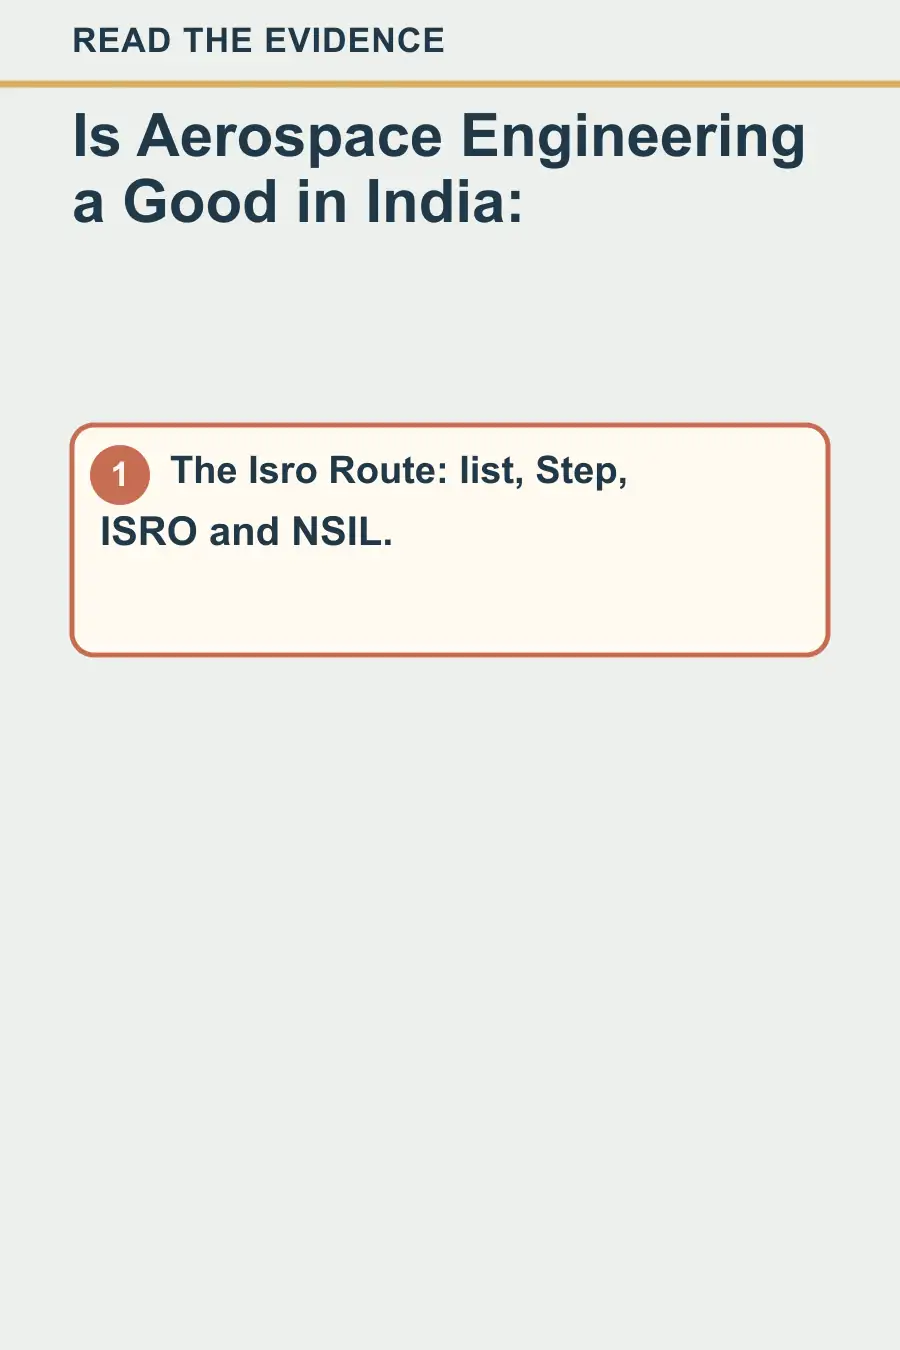 READ THE EVIDENCE
Is Aerospace Engineering
a Good in India:
1 The Isro Route: list, Step,
ISRO and NSIL.